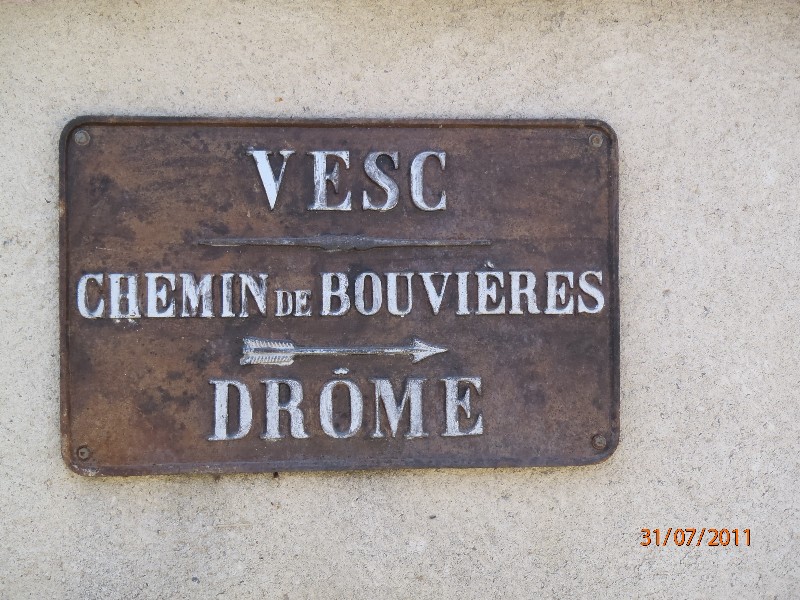 VESC
CHEMIN DE BOUVIÈRES
DRÔME
31/07/2011